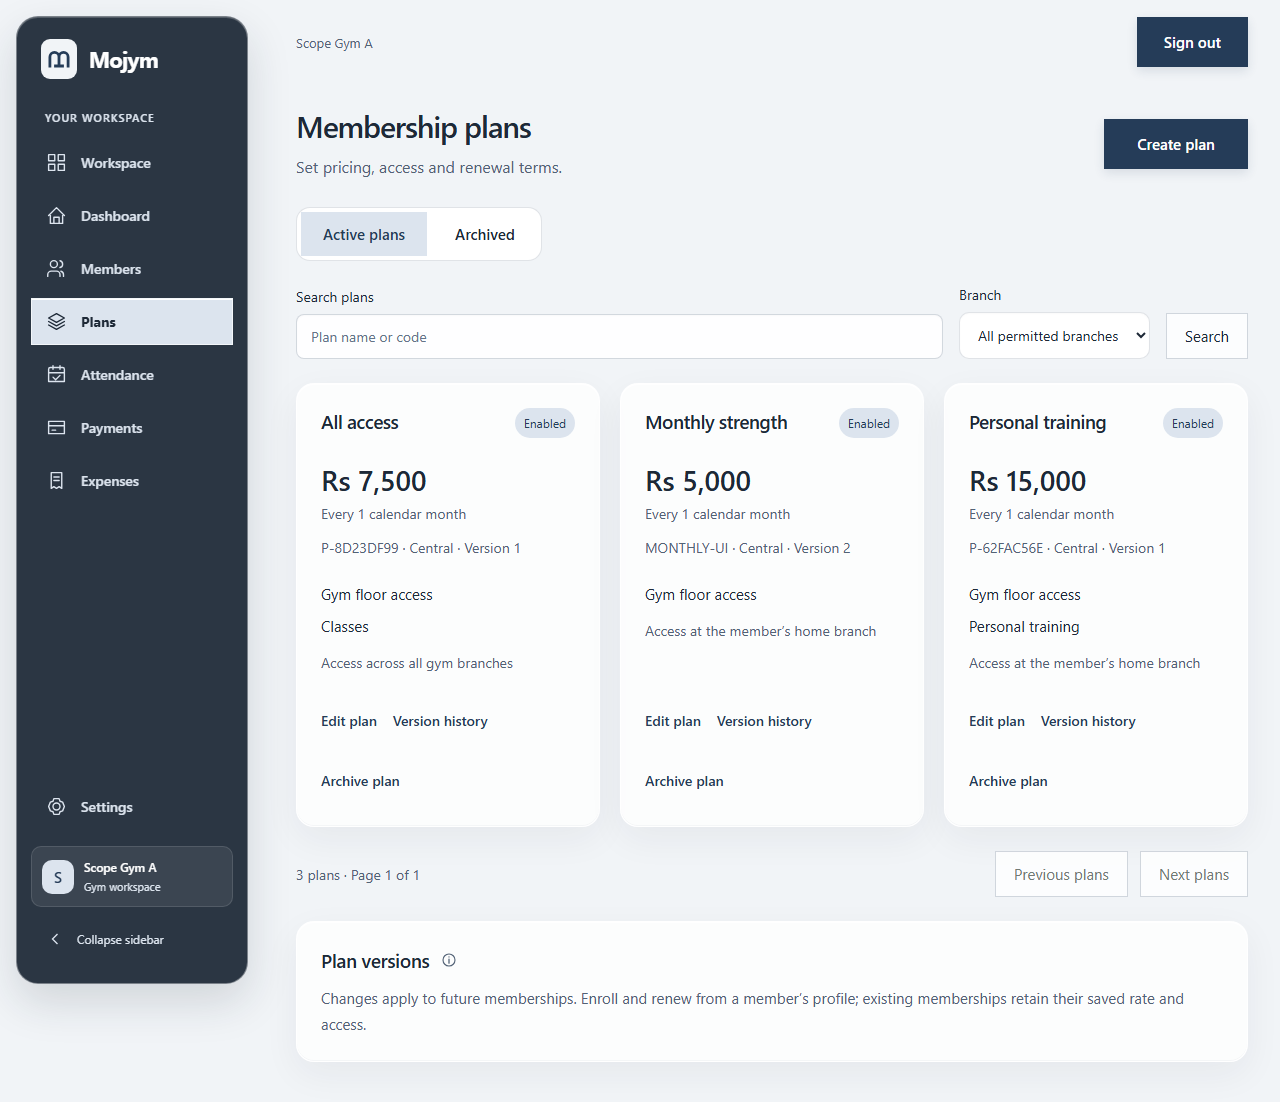 Mojym
YOUR WORKSPACE
Workspace
Dashboard
Members
Plans
Attendance
Payments
Expenses
Settings
S
Scope Gym A
Gym workspace
Collapse sidebar
Scope Gym A
Sign out
Membership plans
Set pricing, access and renewal terms.
Create plan
Active plans
Archived
Search plans
Plan name or code
Branch
All permitted branches
Search
All access
Enabled
Rs 7,500
Every 1 calendar month
P-8D23DF99 · Central · Version 1
Gym floor access
Classes
Access across all gym branches
Edit plan
Version history
Archive plan
Monthly strength
Enabled
Rs 5,000
Every 1 calendar month
MONTHLY-UI · Central · Version 2
Gym floor access
Access at the member’s home branch
Edit plan
Version history
Archive plan
Personal training
Enabled
Rs 15,000
Every 1 calendar month
P-62FAC56E · Central · Version 1
Gym floor access
Personal training
Access at the member’s home branch
Edit plan
Version history
Archive plan
3 plans · Page 1 of 1
Previous plans
Next plans
Plan versions
Changes apply to future memberships. Enroll and renew from a member’s profile; existing memberships retain their saved rate and
access.